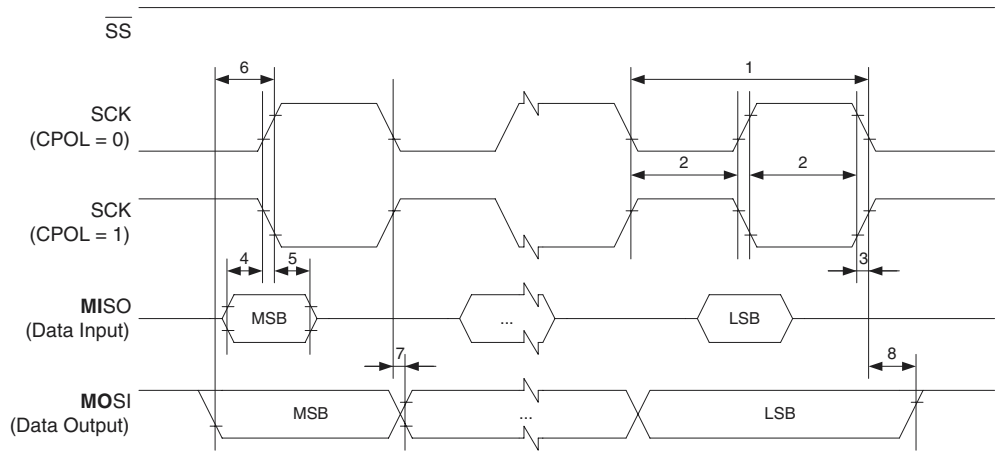 SS
6
1
SCK
(CPOL = 0)
2
2
SCK
(CPOL = 1)
4
5
3
MISO
(Data Input)
MSB
...
LSB
7
8
MOSI
(Data Output)
MSB
...
LSB